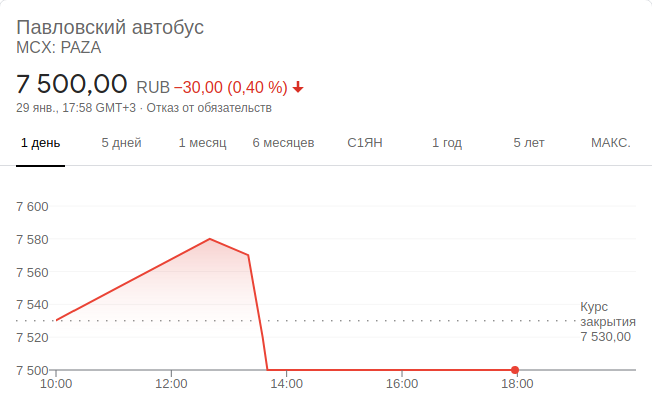 Павловский автобус
MCX: PAZA
7 500,00 RUB −30,00 (0,40 %)
29 янв., 17:58 GMT+3 · Отказ от обязательств
1 день 5 дней 1 месяц 6 месяцев С1ЯН 1 год 5 лет МАКС.
7 600
7 580
7 560
7 540
7 520
7 500
Курс
закрытия
7 530,00
10:00 12:00 14:00 16:00 18:00